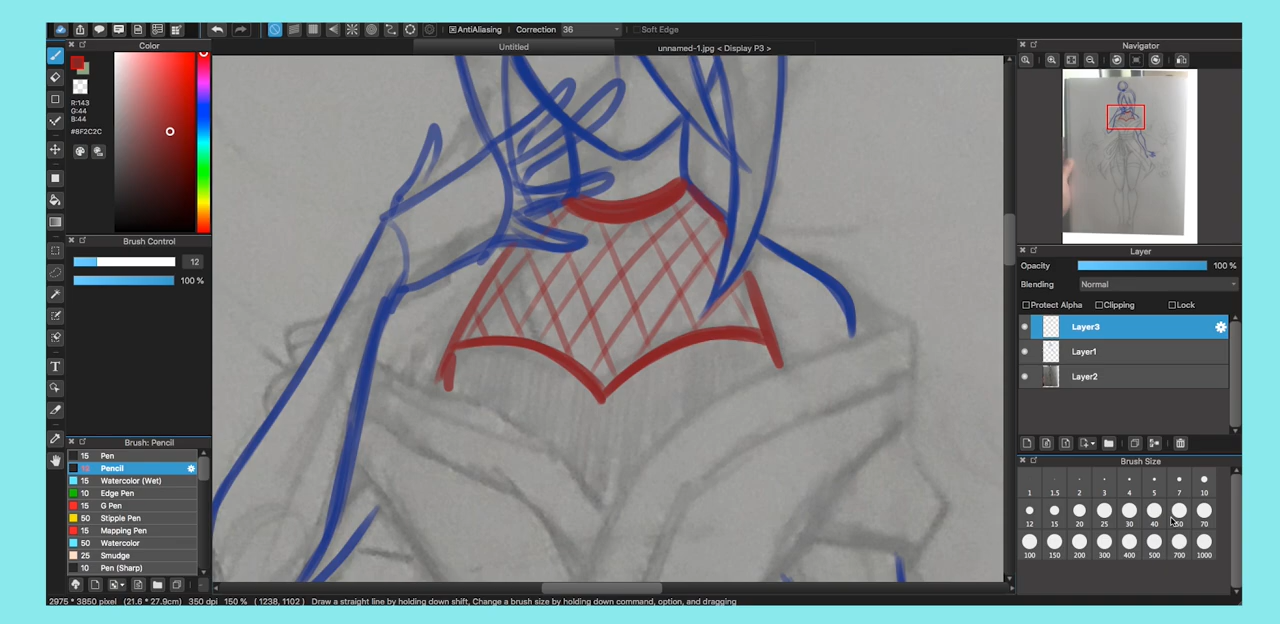 AntiAliasing Correction 36 Soft Edge
Color
Untitled
unnamed-1.jpg < Display P3 >
Navigator
R:143
G:44
B:44
#8F2C2C
Brush Control
12
100 %
Layer
Opacity 100 %
Blending Normal
Protect Alpha Clipping Lock
Layer3
Layer1
Layer2
Brush: Pencil
15 Pen
Pencil
15 Watercolor (Wet)
10 Edge Pen
15 G Pen
50 Stipple Pen
15 Mapping Pen
50 Watercolor
25 Smudge
10 Pen (Sharp)
Brush Size
1 1.5 2 3 4 5 7 10
12 15 20 25 30 40 50 70
100 150 200 300 400 500 700 1000
2975 * 3850 pixel (21.6 * 27.9cm) 350 dpi 150 % ( 1238, 1102 ) Draw a straight line by holding down shift, Change a brush size by holding down command, option, and dragging